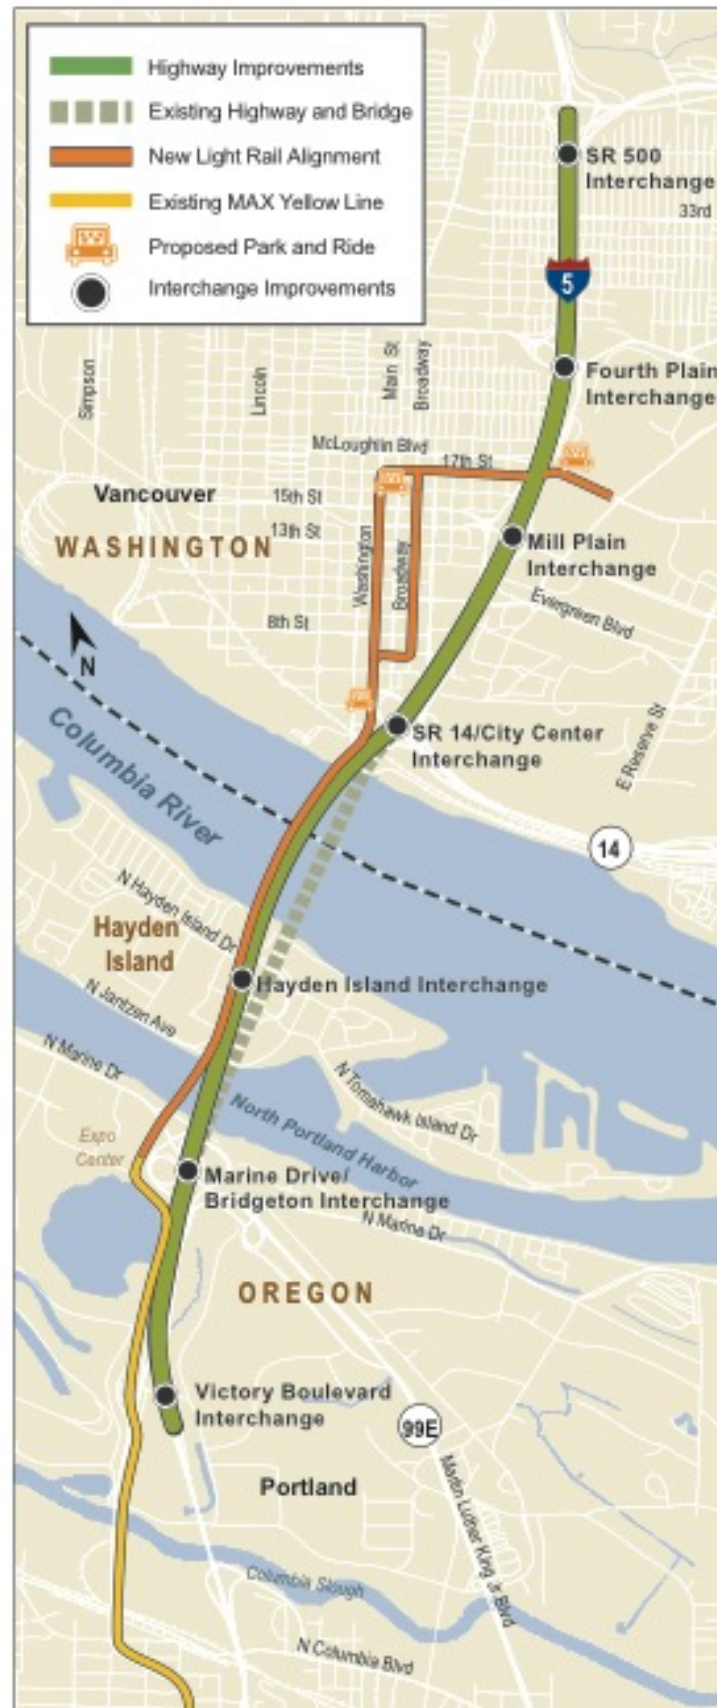 Highway Improvements
Existing Highway and Bridge
New Light Rail Alignment
Existing MAX Yellow Line
Proposed Park and Ride
Interchange Improvements
SR 500
Interchange
33rd
5
Simpson
Lincoln
Main St
Broadway
Fourth Plain
Interchange
McLoughlin Blvd
17th St
Vancouver
15th St
WASHINGTON
13th St
Washington
Broadway
Mill Plain
Interchange
Evergreen Blvd
8th St
N
Columbia River
SR 14/City Center
Interchange
E Reserve St
14
N Hayden Island Dr
Hayden
Island
Hayden Island Interchange
N Jantzen Ave
N Marine Dr
N Tomahawk Island Dr
North Portland Harbor
Expo
Center
Marine Drive/
Bridgeton Interchange
N Marine Dr
OREGON
Victory Boulevard
Interchange
99E
Portland
Martin Luther King Jr Blvd
Columbia Slough
N Columbia Blvd